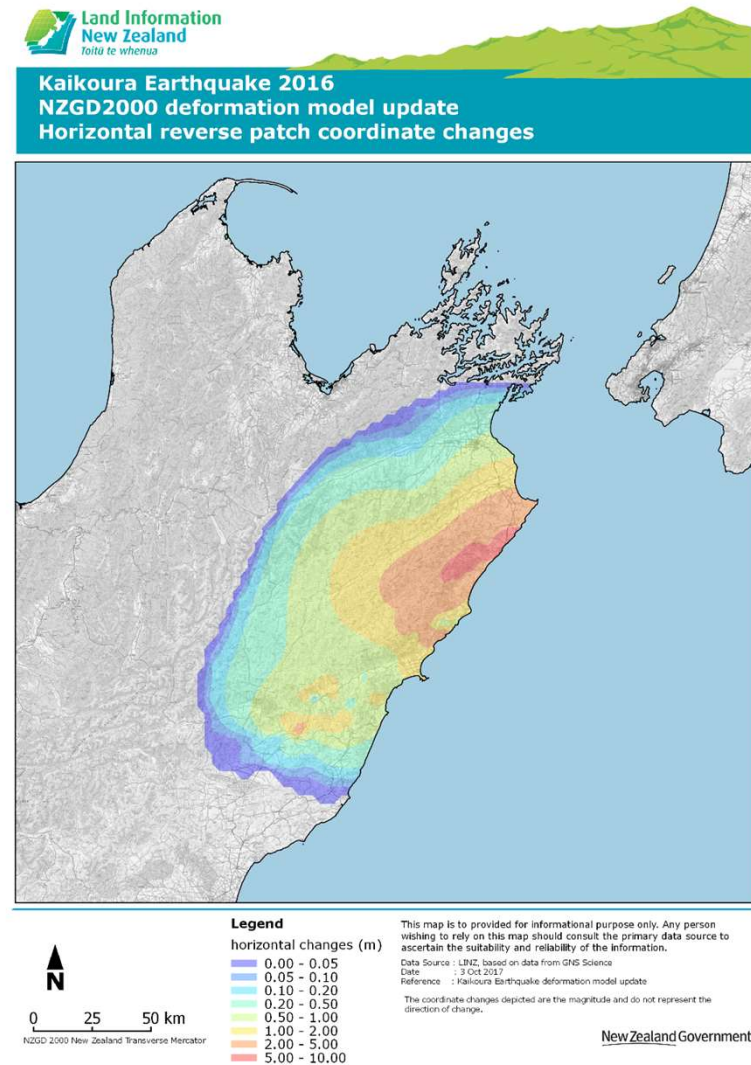 Land Information
New Zealand
Toitū te whenua
Kaikoura Earthquake 2016
NZGD2000 deformation model update
Horizontal reverse patch coordinate changes
Legend
horizontal changes (m)
0.00 - 0.05
0.05 - 0.10
0.10 - 0.20
0.20 - 0.50
0.50 - 1.00
1.00 - 2.00
2.00 - 5.00
5.00 - 10.00
N
0 25 50 km
NZGD 2000 New Zealand Transverse Mercator
This map is to provided for informational purpose only. Any person
wishing to rely on this map should consult the primary data source to
ascertain the suitability and reliability of the information.
Data Source : LINZ, based on data from GNS Science
Date : 3 Oct 2017
Reference : Kaikoura Earthquake deformation model update
The coordinate changes depicted are the magnitude and do not represent the
direction of change.
New Zealand Government